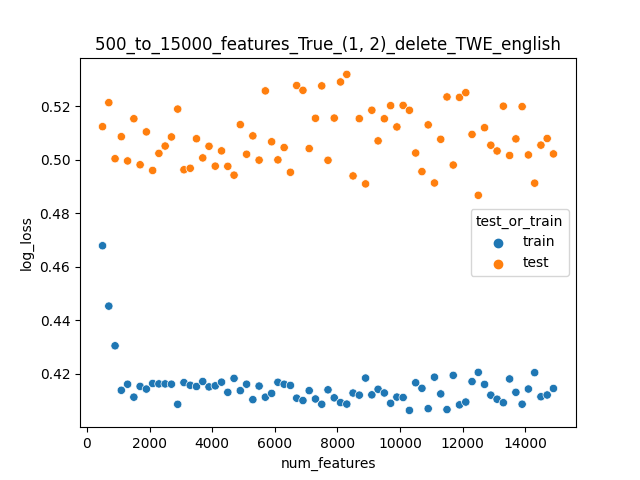 500_to_15000_features_True_(1, 2)_delete_TWE_english
0.52
0.50
0.48
0.46
0.44
0.42
log_loss
test_or_train
train
test
0 2000 4000 6000 8000 10000 12000 14000
num_features